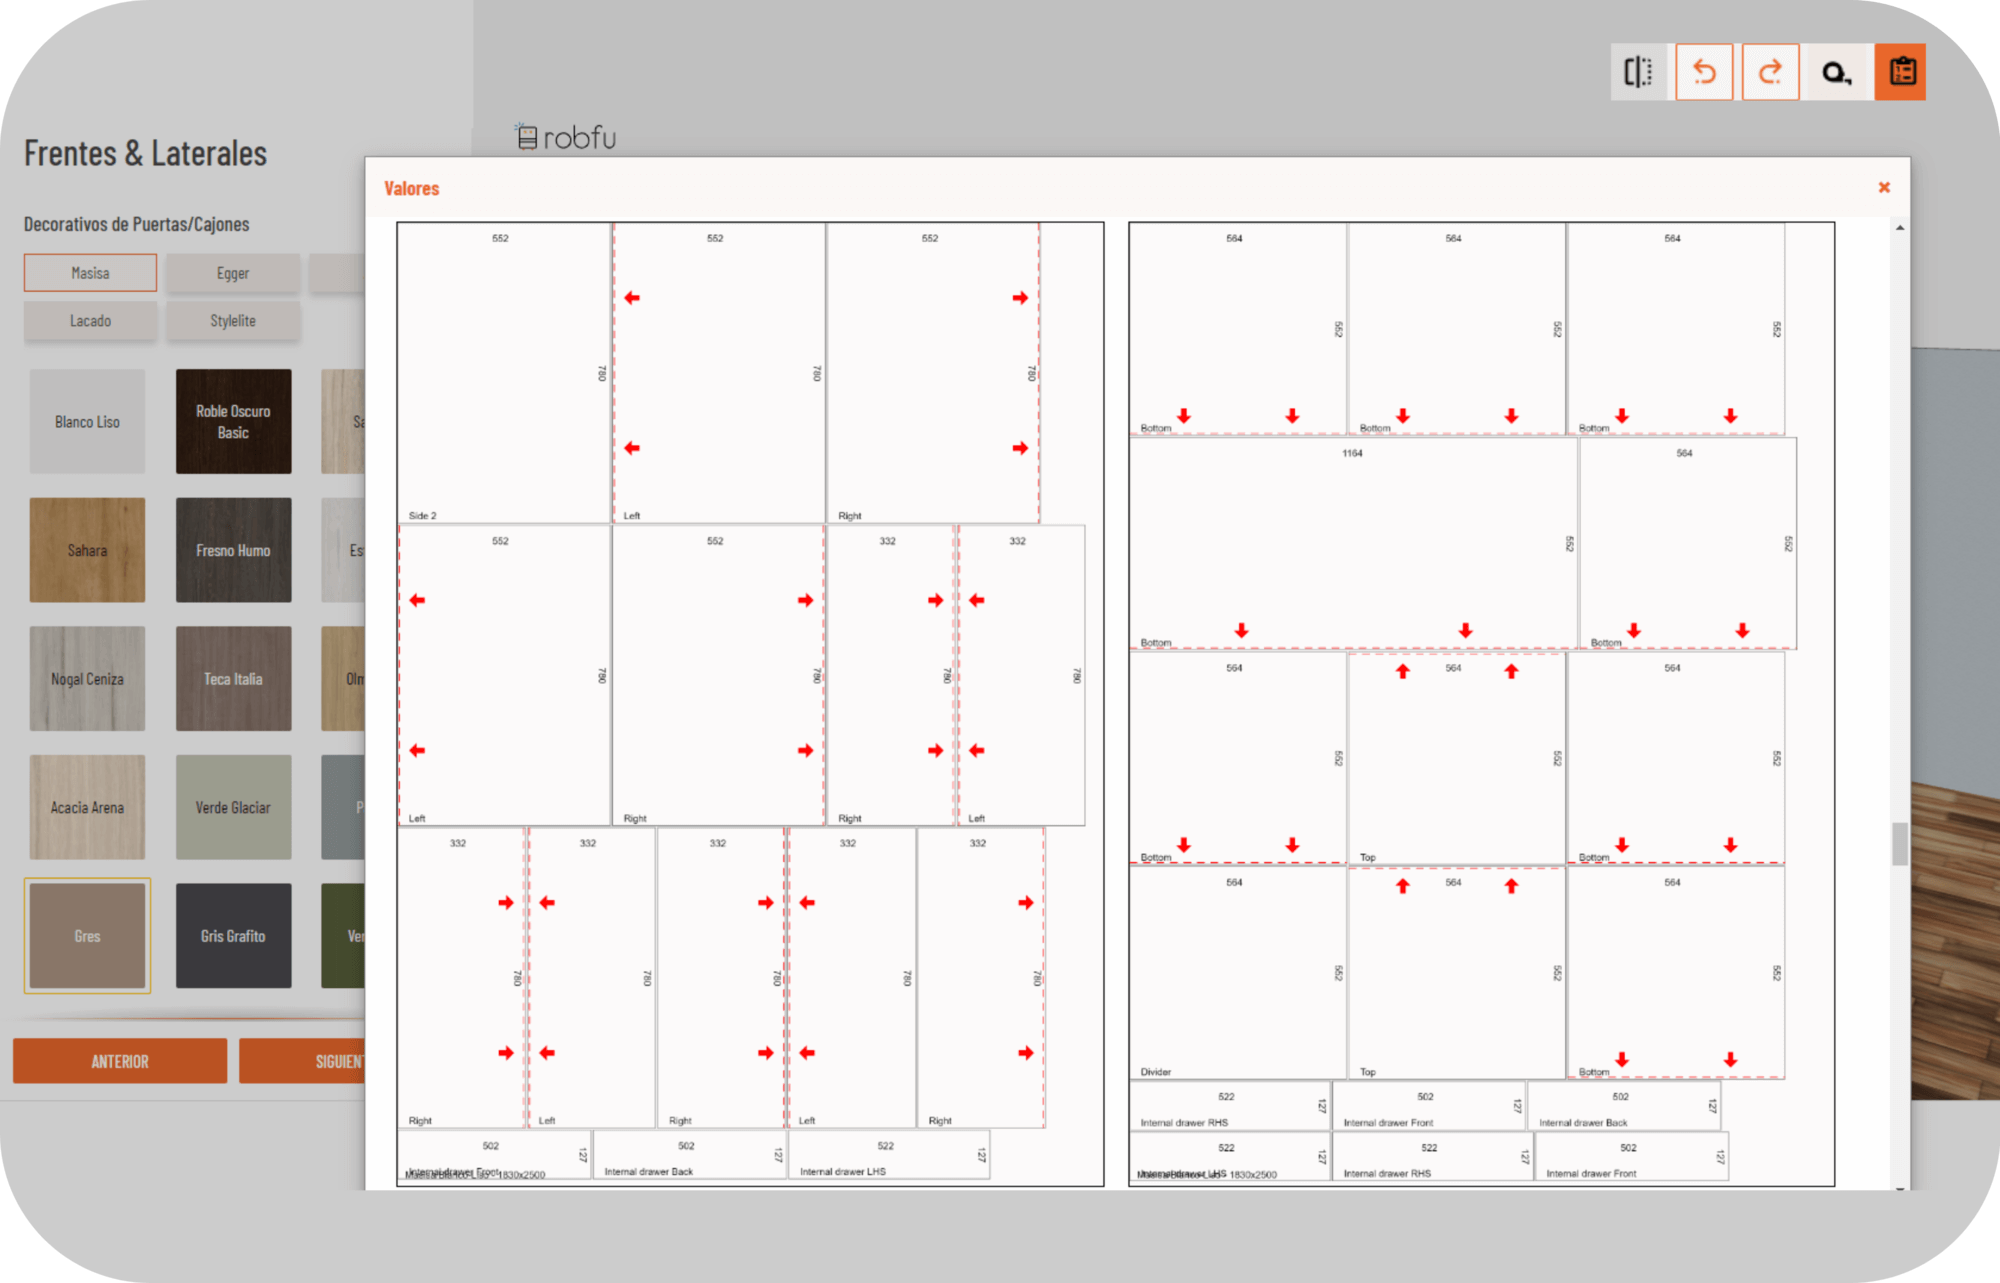 robfu
Frentes & Laterales
Decorativos de Puertas/Cajones
Masisa
Egger
Lacado
Stylelite
Blanco Liso
Roble Oscuro
Basic
Sahara
Fresno Humo
Nogal Ceniza
Teca Italia
Acacia Arena
Verde Glaciar
Gres
Gris Grafito
ANTERIOR
Valores
552 552 552
780 780 780
Side 2 Left Right
552 552 332 332
780 780 780 780
Left Right Right Left
332 332 332 332 332
780 780 780 780 780
Right Left Right Left Right
502 127 502 127 522 127
Internal drawer Front Internal drawer Back Internal drawer LHS
Masisa Blanco Liso - 1830x2500
564 564 564
552 552 552
Bottom Bottom Bottom
1164 564
552 552
Bottom Bottom
564 564 564
552 552 552
Bottom Top Bottom
564 564 564
552 552 552
Divider Top Bottom
522 127 502 127 502 127
Internal drawer RHS Internal drawer Front Internal drawer Back
522 127 522 127 502 127
Internal drawer LHS Internal drawer RHS Internal drawer Front
Masisa Blanco Liso - 1830x2500